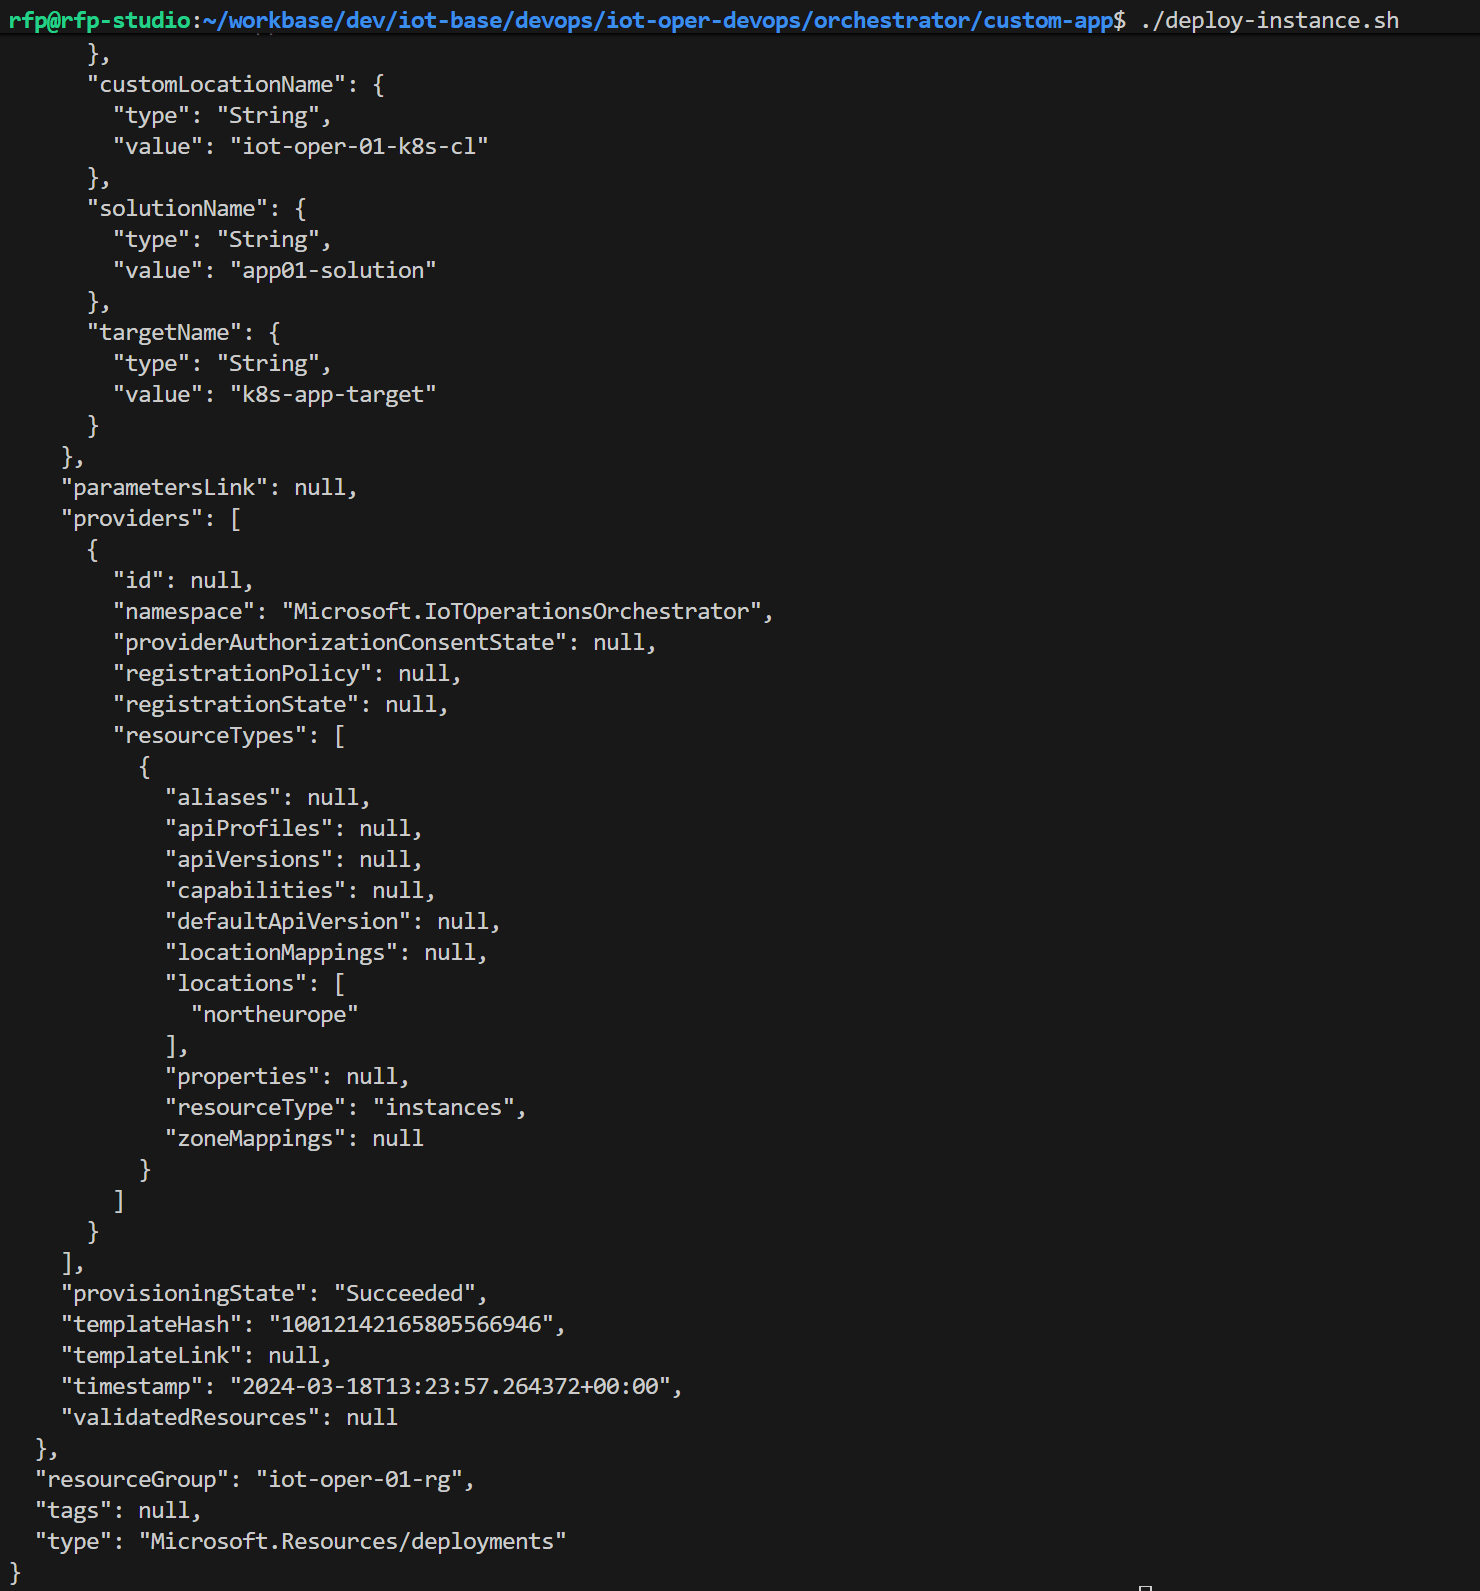 rfp@rfp-studio:~/workbase/dev/iot-base/devops/iot-oper-devops/orchestrator/custom-app$ ./deploy-instance.sh
      },
      "customLocationName": {
        "type": "String",
        "value": "iot-oper-01-k8s-cl"
      },
      "solutionName": {
        "type": "String",
        "value": "app01-solution"
      },
      "targetName": {
        "type": "String",
        "value": "k8s-app-target"
      }
    },
    "parametersLink": null,
    "providers": [
      {
        "id": null,
        "namespace": "Microsoft.IoTOperationsOrchestrator",
        "providerAuthorizationConsentState": null,
        "registrationPolicy": null,
        "registrationState": null,
        "resourceTypes": [
          {
            "aliases": null,
            "apiProfiles": null,
            "apiVersions": null,
            "capabilities": null,
            "defaultApiVersion": null,
            "locationMappings": null,
            "locations": [
              "northeurope"
            ],
            "properties": null,
            "resourceType": "instances",
            "zoneMappings": null
          }
        ]
      }
    ],
    "provisioningState": "Succeeded",
    "templateHash": "10012142165805566946",
    "templateLink": null,
    "timestamp": "2024-03-18T13:23:57.264372+00:00",
    "validatedResources": null
  },
  "resourceGroup": "iot-oper-01-rg",
  "tags": null,
  "type": "Microsoft.Resources/deployments"
}